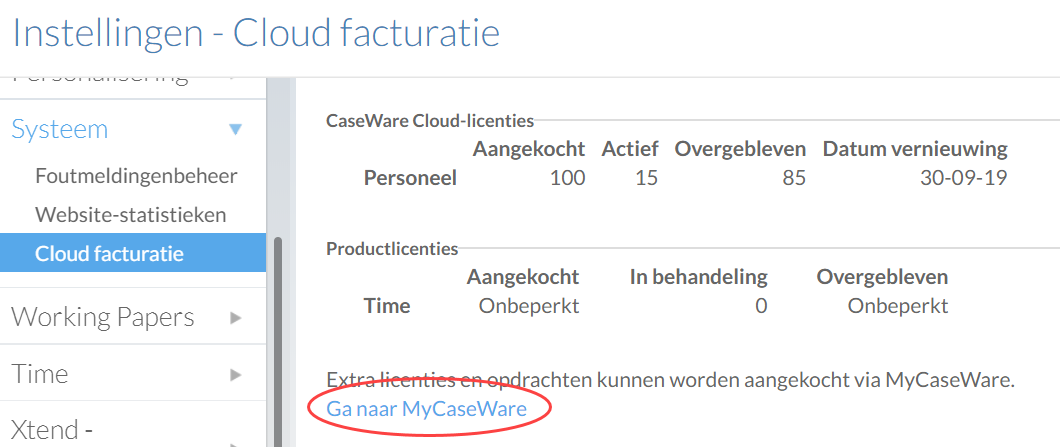 Instellingen - Cloud facturatie
Personalisering
Systeem
Foutmeldingenbeheer
Website-statistieken
Cloud facturatie
Working Papers
Time
Xtend -
CaseWare Cloud-licenties
Aangekocht Actief Overgebleven Datum vernieuwing
Personeel 100 15 85 30-09-19
Productlicenties
Aangekocht In behandeling Overgebleven
Time Onbeperkt 0 Onbeperkt
Extra licenties en opdrachten kunnen worden aangekocht via MyCaseWare.
Ga naar MyCaseWare